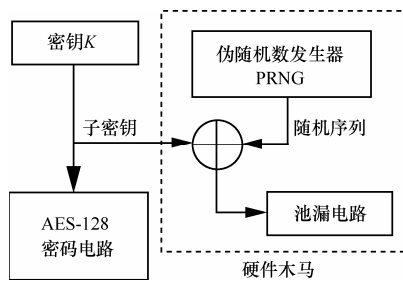 密钥K
伪随机数发生器
PRNG
子密钥
随机序列
AES-128
密码电路
池漏电路
硬件木马